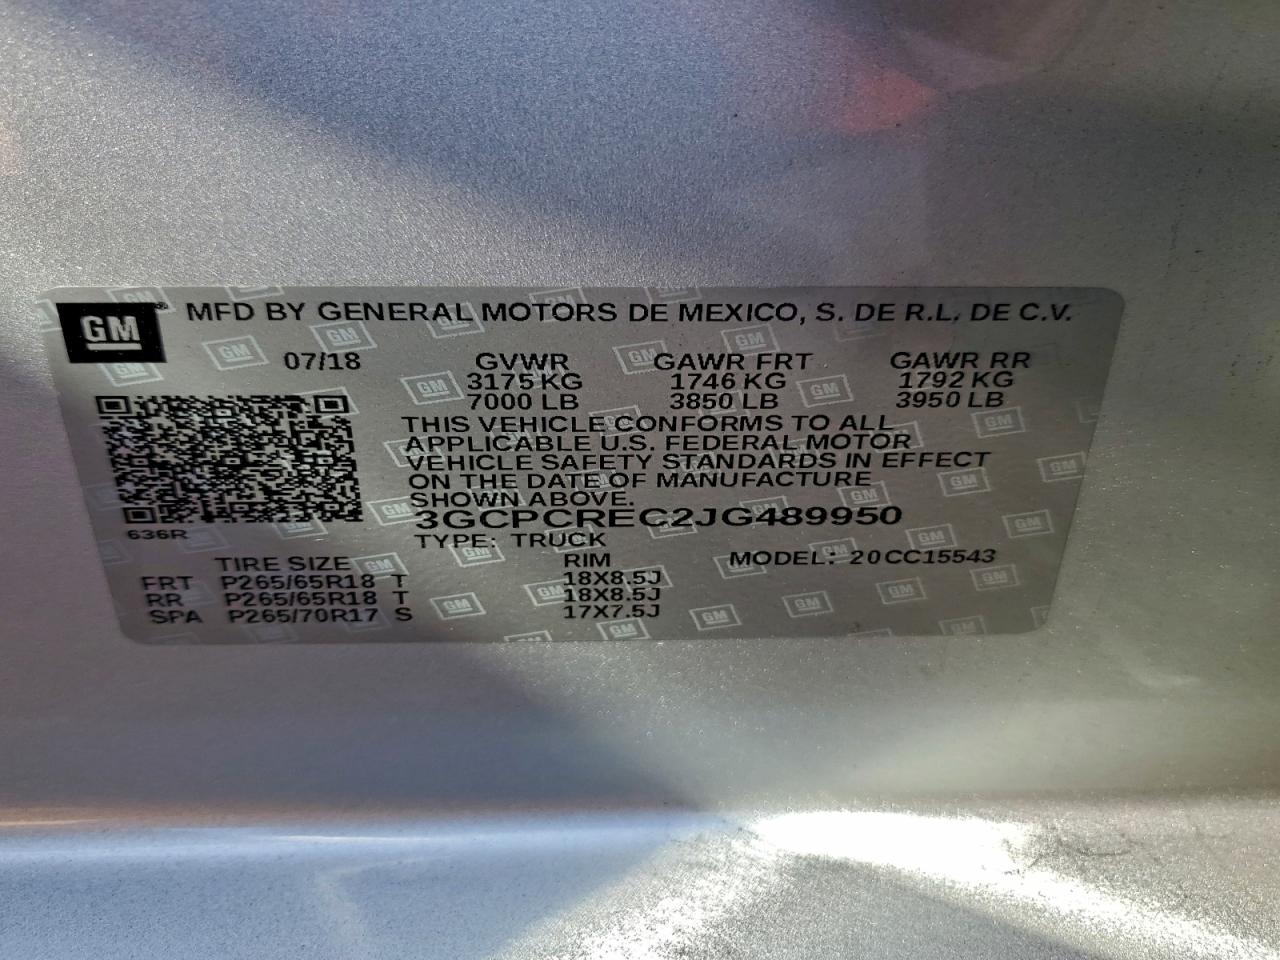 GM
MFD BY GENERAL MOTORS DE MEXICO, S. DE R.L. DE C.V.
07/18 GVWR GAWR FRT GAWR RR
3175 KG 1746 KG 1792 KG
7000 LB 3850 LB 3950 LB
THIS VEHICLE CONFORMS TO ALL
APPLICABLE U.S. FEDERAL MOTOR
VEHICLE SAFETY STANDARDS IN EFFECT
ON THE DATE OF MANUFACTURE
SHOWN ABOVE.
3GCPCREC2JG489950
636R
TYPE: TRUCK
TIRE SIZE RIM MODEL: 20CC15543
FRT P265/65R18 T 18X8.5J
RR P265/65R18 T 18X8.5J
SPA P265/70R17 S 17X7.5J